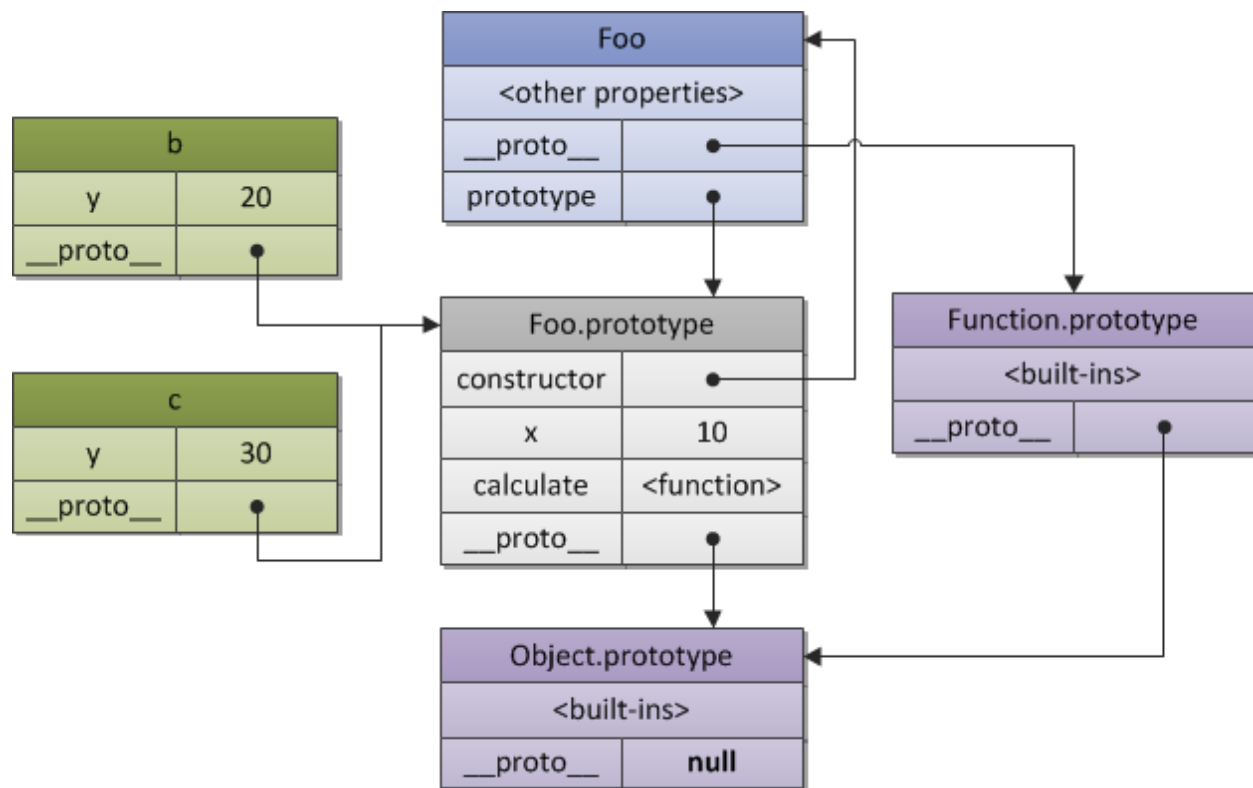 Foo
<other properties>
__proto__
prototype
b
y 20
__proto__
c
y 30
__proto__
Foo.prototype
constructor
x 10
calculate <function>
__proto__
Function.prototype
<built-ins>
__proto__
Object.prototype
<built-ins>
__proto__ null